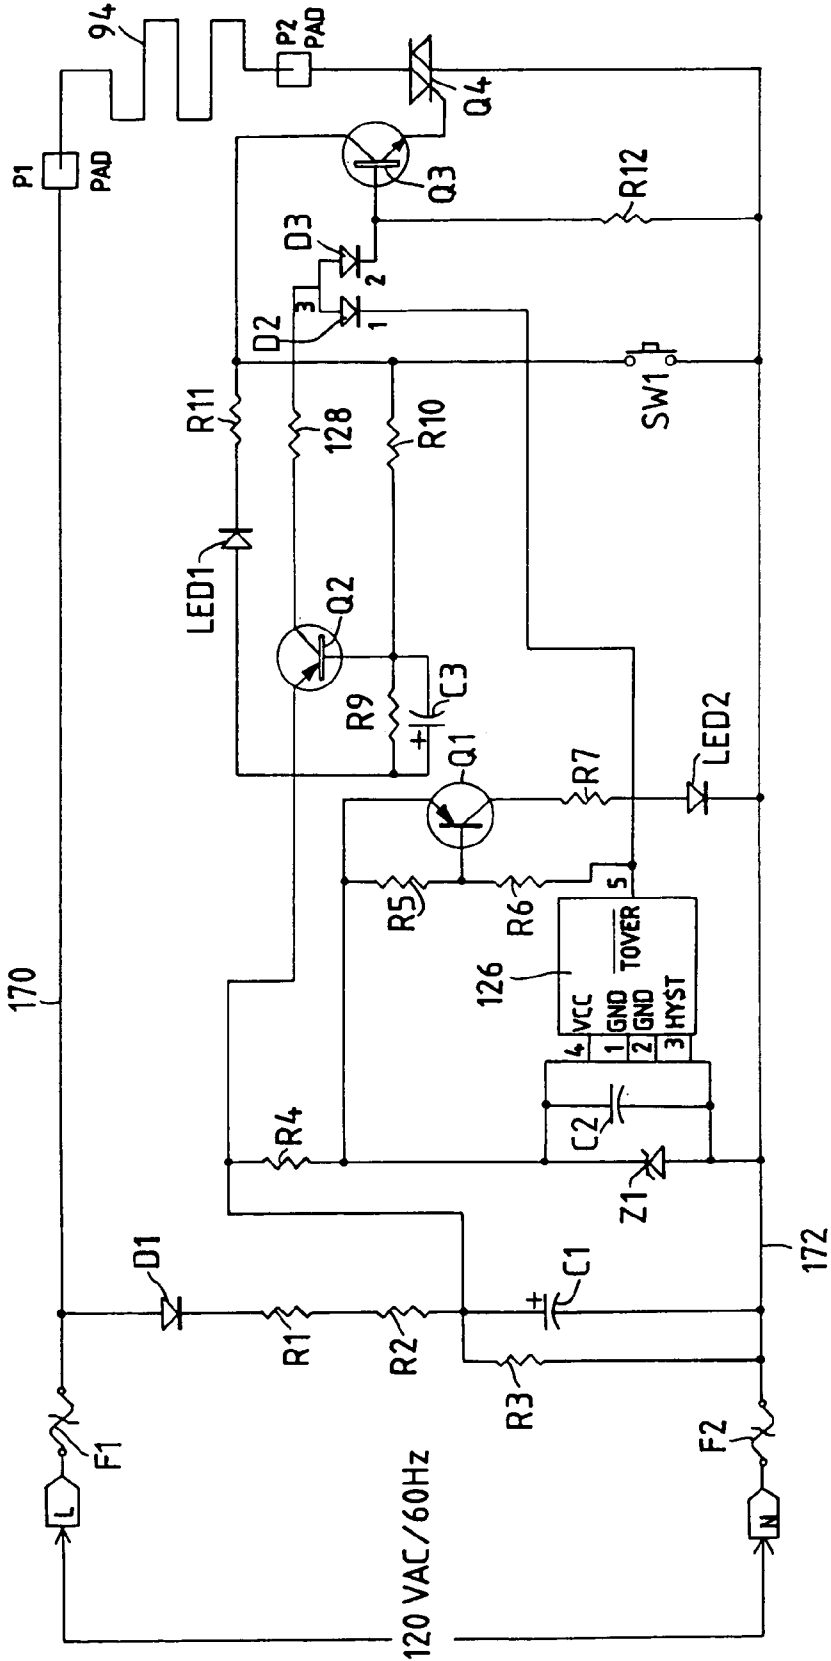 120 VAC/60Hz
L
N
F1
F2
170
172
D1
R1
R2
R3
C1
+
R4
Z1
C2
126
4 VCC
1 GND
2 GND
3 HYST
TOVER
5
R5
R6
Q1
R7
LED2
R9
+
C3
Q2
LED1
R11
128
R10
SW1
D2
D3
3
1
2
Q3
R12
Q4
P1
PAD
P2
PAD
94